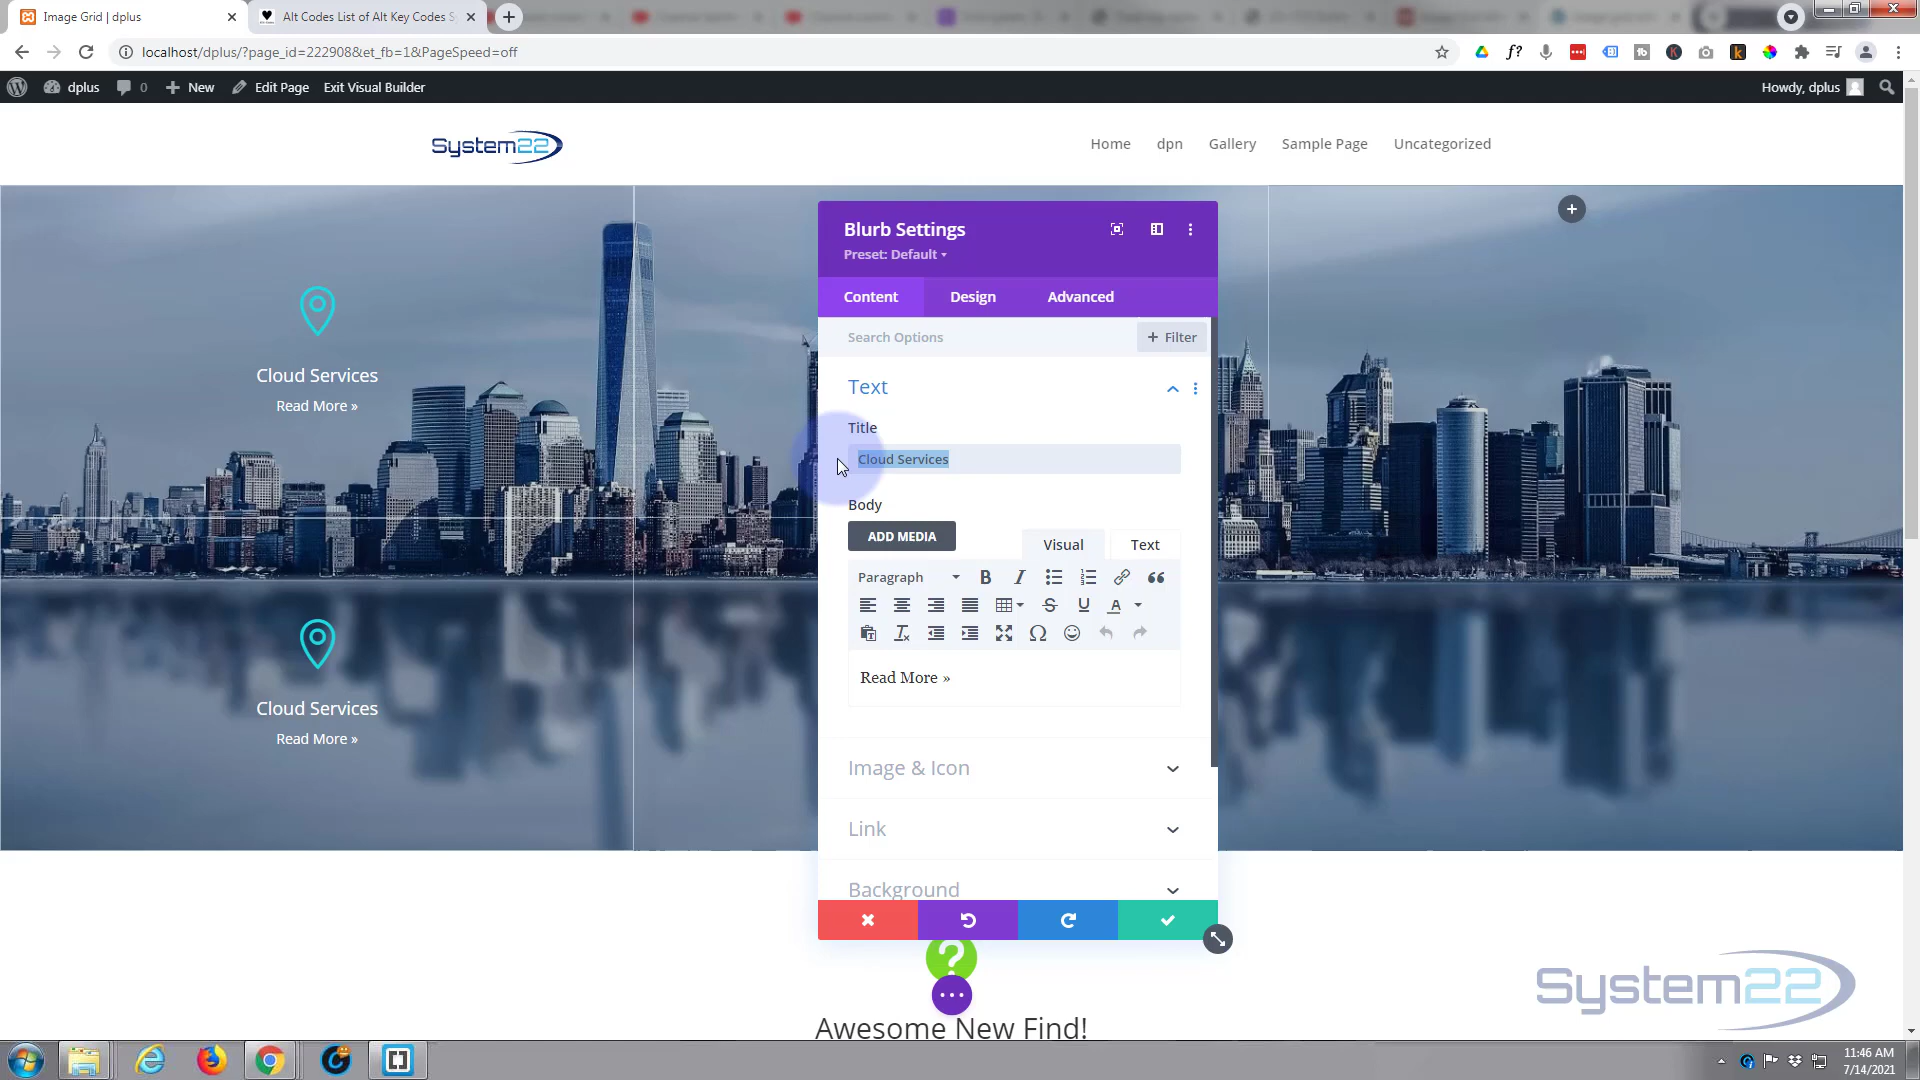 Image Grid | dplus
Alt Codes List of Alt Key Codes S
localhost/dplus/?page_id=222908&et_fb=1&PageSpeed=off
dplus
0
New
Edit Page
Exit Visual Builder
Howdy, dplus
System22
Home
dpn
Gallery
Sample Page
Uncategorized
Cloud Services
Read More »
Cloud Services
Read More »
Blurb Settings
Preset: Default
Content
Design
Advanced
Search Options
+ Filter
Text
Title
Cloud Services
Body
ADD MEDIA
Visual
Text
Paragraph
Read More »
Image & Icon
Link
Background
Awesome New Find!
System22
11:46 AM
7/14/2021